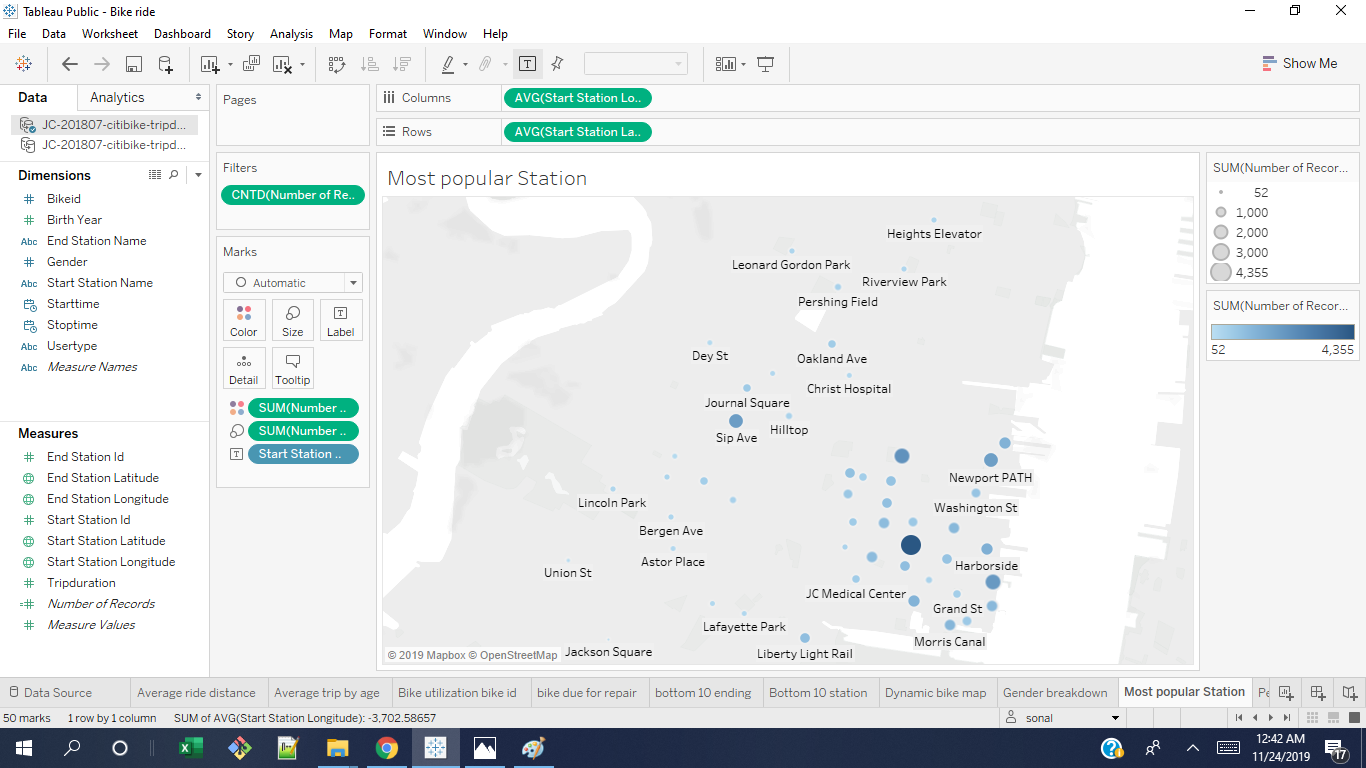 Tableau Public - Bike ride
File Data Worksheet Dashboard Story Analysis Map Format Window Help
Show Me
Data Analytics
JC-201807-citibike-tripd...
JC-201807-citibike-tripd...
Dimensions
Bikeid
Birth Year
Abc End Station Name
Gender
Abc Start Station Name
Starttime
Stoptime
Abc Usertype
Abc Measure Names
Measures
End Station Id
End Station Latitude
End Station Longitude
Start Station Id
Start Station Latitude
Start Station Longitude
Tripduration
Number of Records
Measure Values
Pages
Filters
CNTD(Number of Re..
Marks
Automatic
Color Size Label
Detail Tooltip
SUM(Number ..
SUM(Number ..
Start Station ..
Columns AVG(Start Station Lo..
Rows AVG(Start Station La..
Most popular Station
Heights Elevator
Leonard Gordon Park
Riverview Park
Pershing Field
Dey St
Oakland Ave
Christ Hospital
Journal Square
Hilltop
Sip Ave
Newport PATH
Lincoln Park
Washington St
Bergen Ave
Astor Place
Harborside
Union St
JC Medical Center
Grand St
Lafayette Park
Morris Canal
Jackson Square
Liberty Light Rail
© 2019 Mapbox © OpenStreetMap
SUM(Number of Recor...
52
1,000
2,000
3,000
4,355
SUM(Number of Recor...
52 4,355
Data Source Average ride distance Average trip by age Bike utilization bike id bike due for repair bottom 10 ending Bottom 10 station Dynamic bike map Gender breakdown Most popular Station Pe
50 marks 1 row by 1 column SUM of AVG(Start Station Longitude): -3,702.58657 sonal
12:42 AM
11/24/2019
17